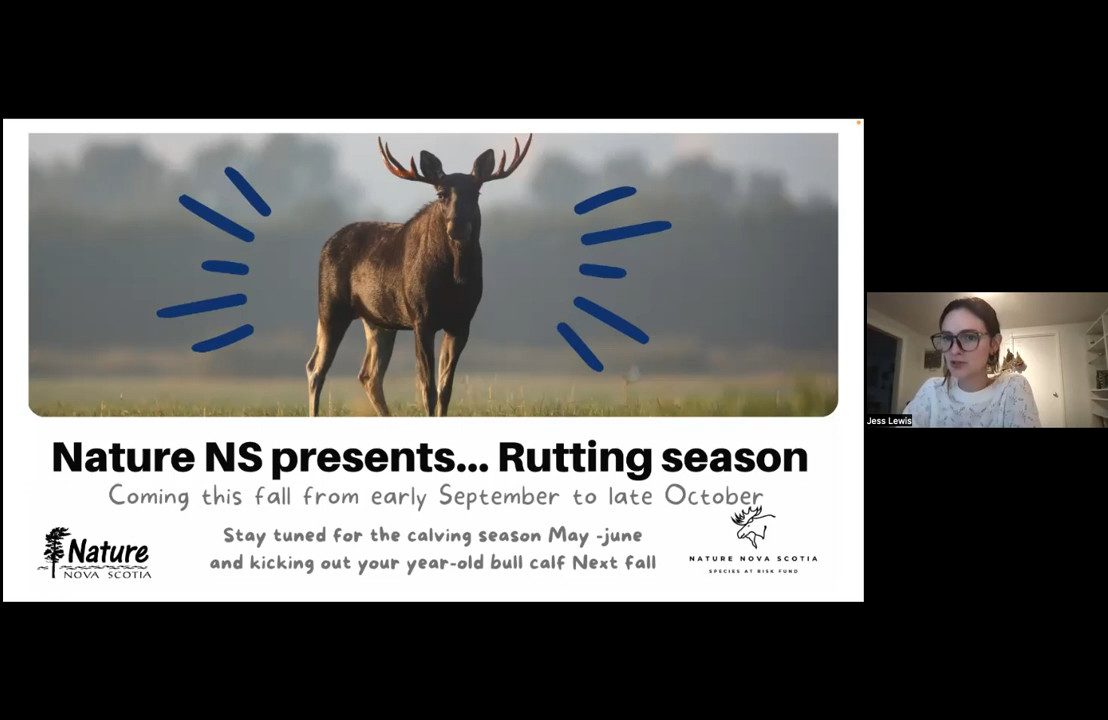 Nature NS presents... Rutting season
Coming this fall from early September to late October
Stay tuned for the calving season May -june
and kicking out your year-old bull calf Next fall
Nature
NOVA SCOTIA
NATURE NOVA SCOTIA
SPECIES AT RISK FUND
Jess Lewis